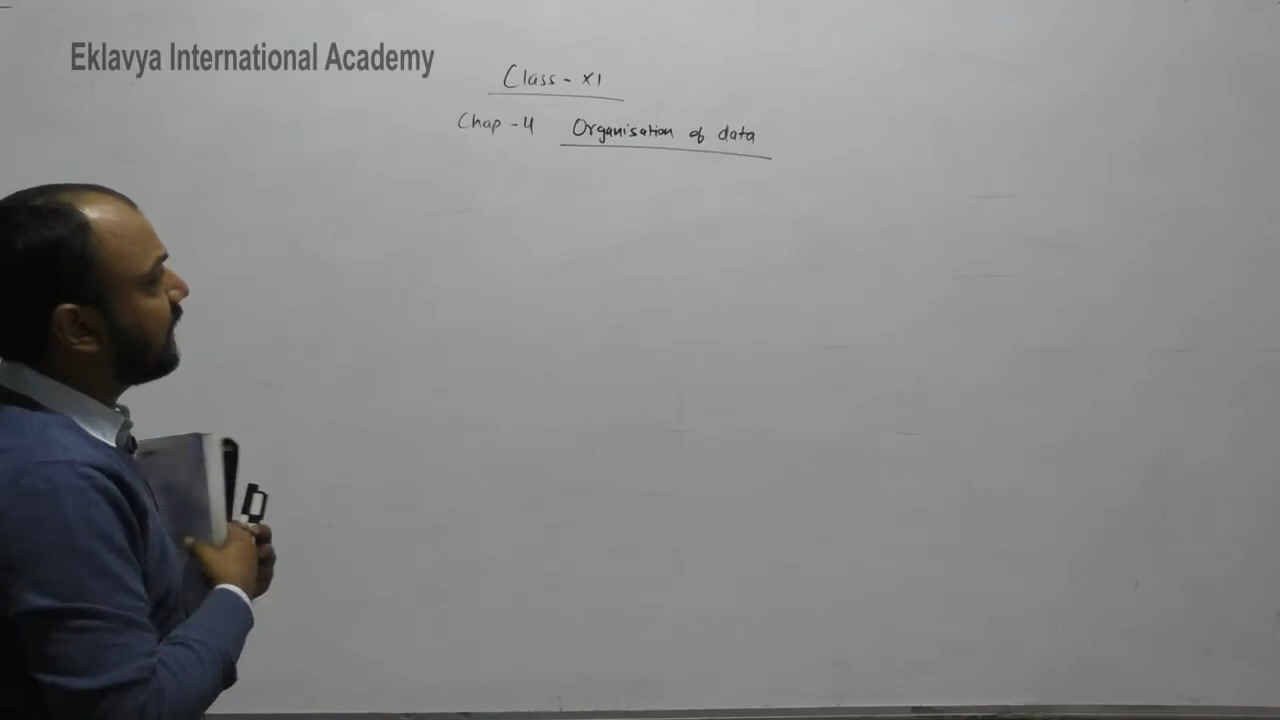 Eklavya International Academy
Class - XI
Chap - 4 Organisation of data